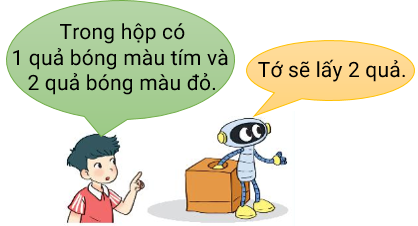 Trong hộp có
1 quả bóng màu tím và
2 quả bóng màu đỏ.
Tớ sẽ lấy 2 quả.